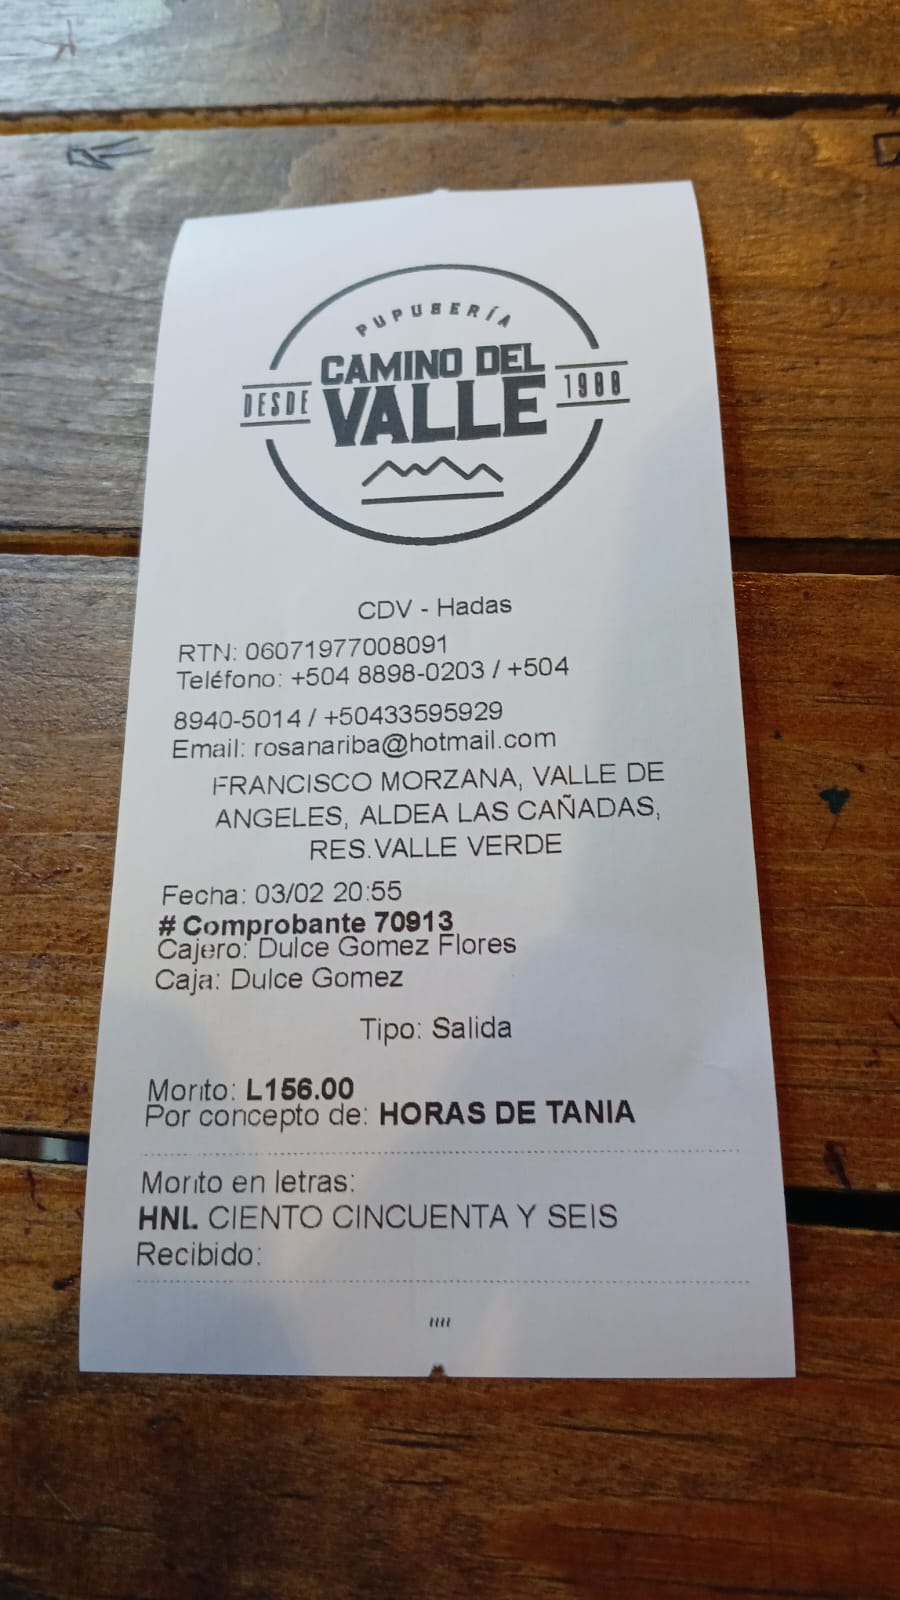 PUPUSERÍA
CAMINO DEL
DESDE VALLE 1988
CDV - Hadas
RTN: 06071977008091
Teléfono: +504 8898-0203 / +504
8940-5014 / +50433595929
Email: rosanariba@hotmail.com
FRANCISCO MORZANA, VALLE DE
ANGELES, ALDEA LAS CAÑADAS,
RES.VALLE VERDE
Fecha: 03/02 20:55
# Comprobante 70913
Cajero: Dulce Gomez Flores
Caja: Dulce Gomez
Tipo: Salida
Monto: L156.00
Por concepto de: HORAS DE TANIA
Monto en letras:
HNL CIENTO CINCUENTA Y SEIS
Recibido: